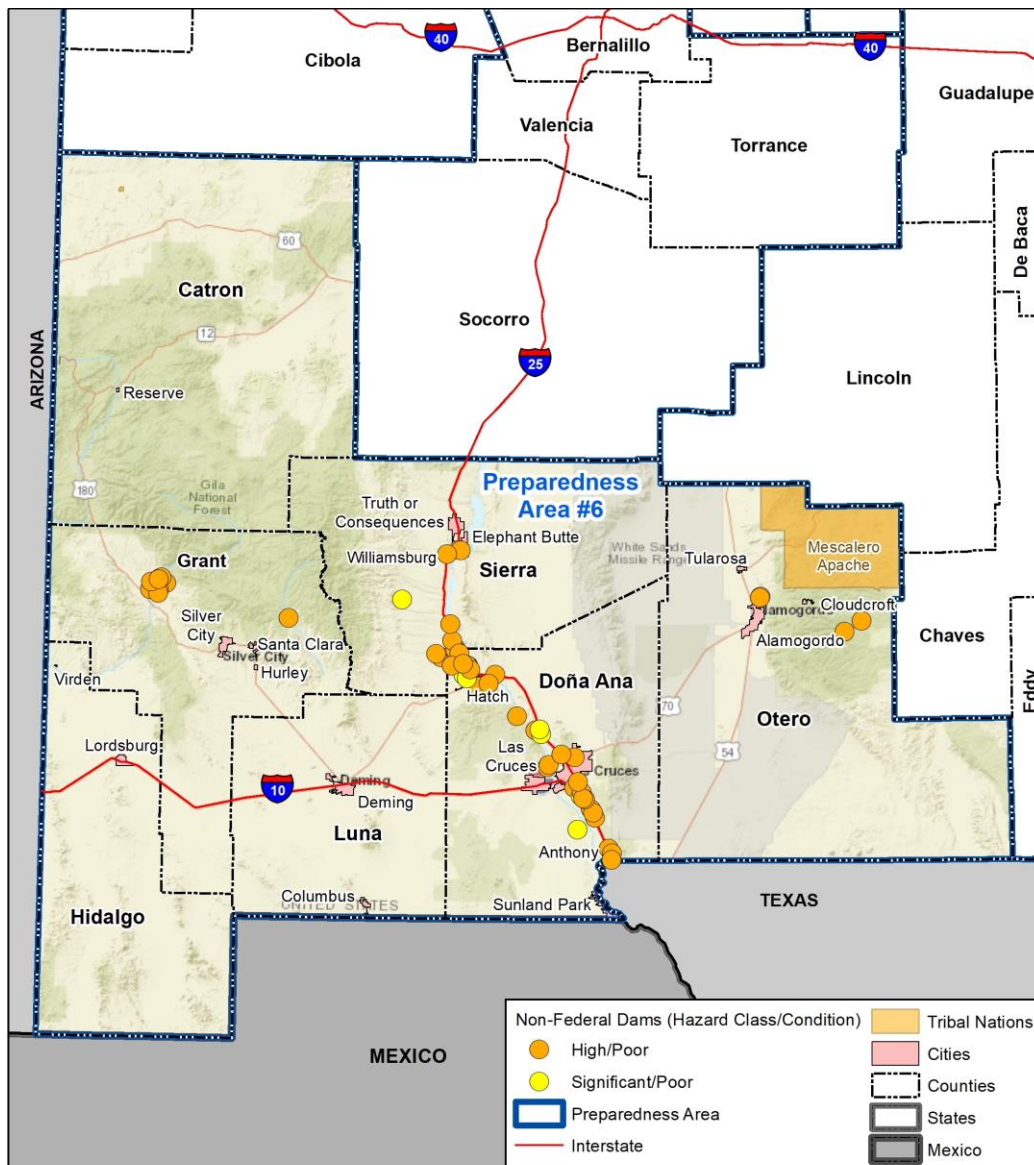 40
Bernalillo
40
Cibola
Guadalupe
Valencia
Torrance
De Baca
60
Catron
ARIZONA
12
Socorro
25
Lincoln
Reserve
180
Gila
National
Forest
Preparedness
Area #6
Truth or
Consequences
Elephant Butte
Williamsburg
Sierra
White Sands
Missile Range
Tularosa
Mescalero
Apache
Grant
Alamogordo
Cloudcroft
Alamogordo
Silver
City
Santa Clara
Silver City
Hurley
Chaves
Eddy
Virden
Hatch
Doña Ana
70
Otero
54
Lordsburg
Las
Cruces
Cruces
10
Deming
Deming
Luna
Anthony
Columbus
UNITED STATES
Sunland Park
TEXAS
Hidalgo
MEXICO
Non-Federal Dams (Hazard Class/Condition)
High/Poor
Significant/Poor
Preparedness Area
Interstate
Tribal Nations
Cities
Counties
States
Mexico